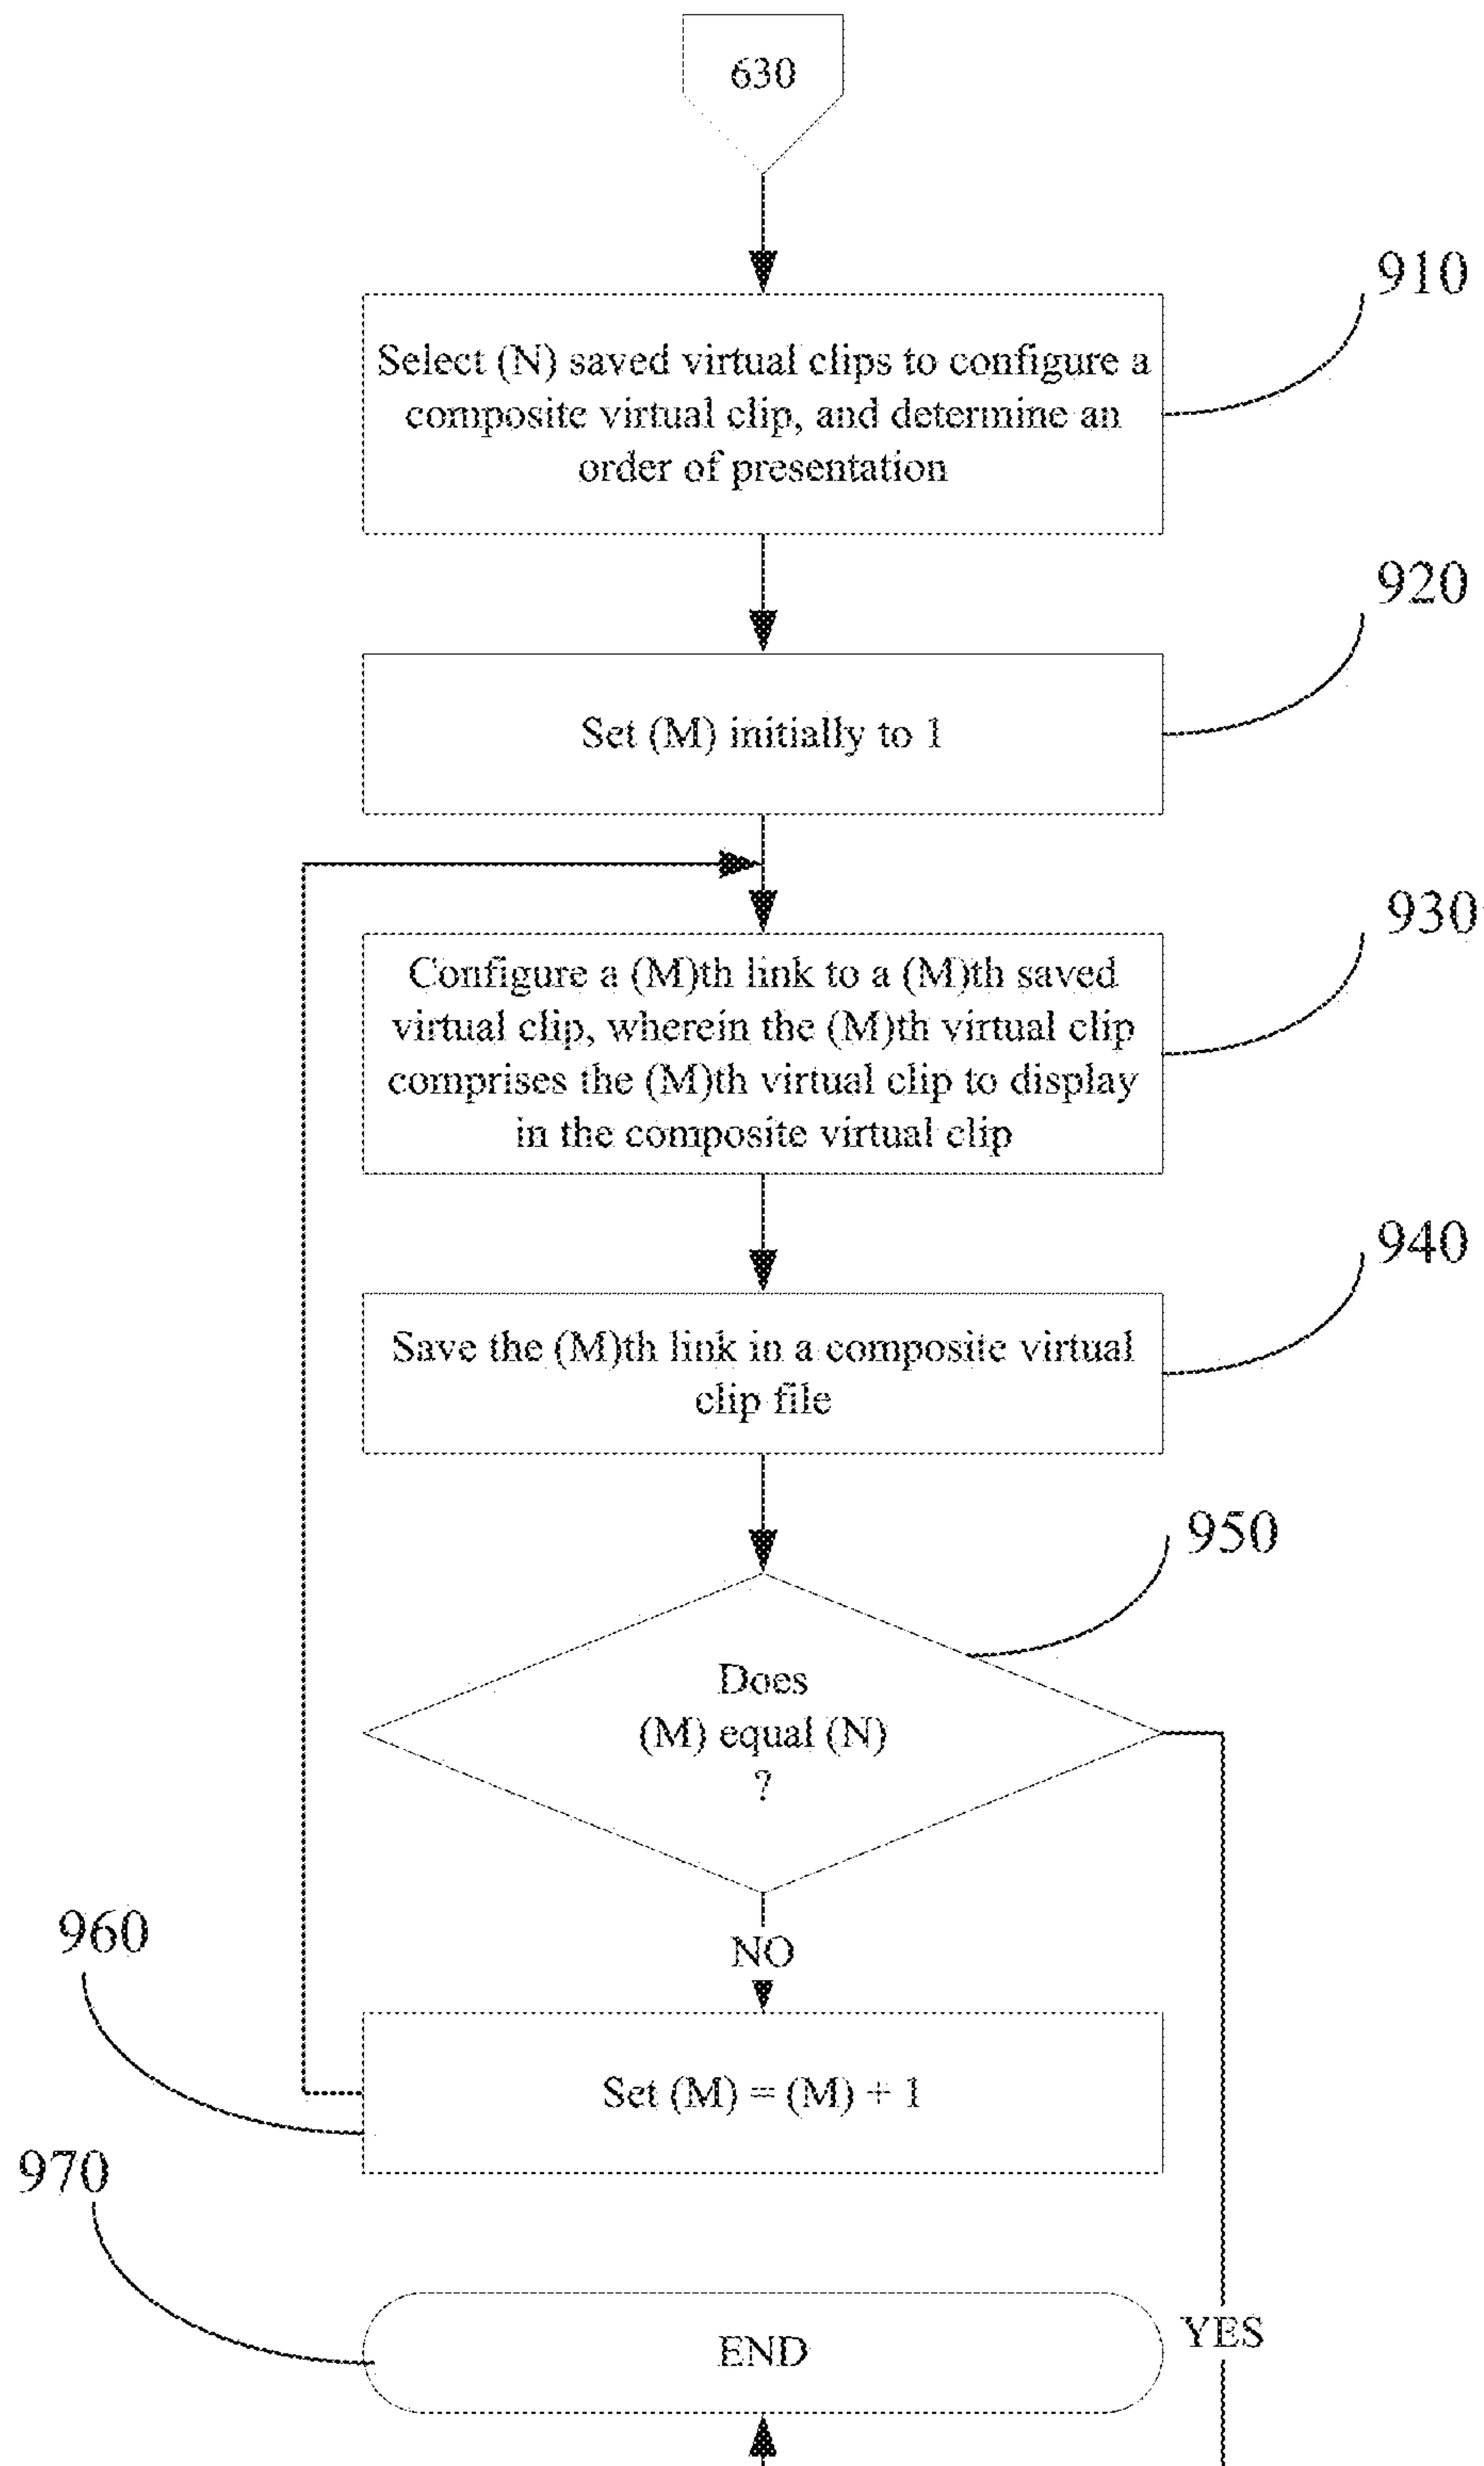 630
910
Select (N) saved virtual clips to configure a
composite virtual clip, and determine an
order of presentation
920
Set (M) initially to 1
930
Configure a (M)th link to a (M)th saved
virtual clip, wherein the (M)th virtual clip
comprises the (M)th virtual clip to display
in the composite virtual clip
940
Save the (M)th link in a composite virtual
clip file
950
Does
(M) equal (N)
?
960
NO
Set (M) = (M) + 1
970
END
YES